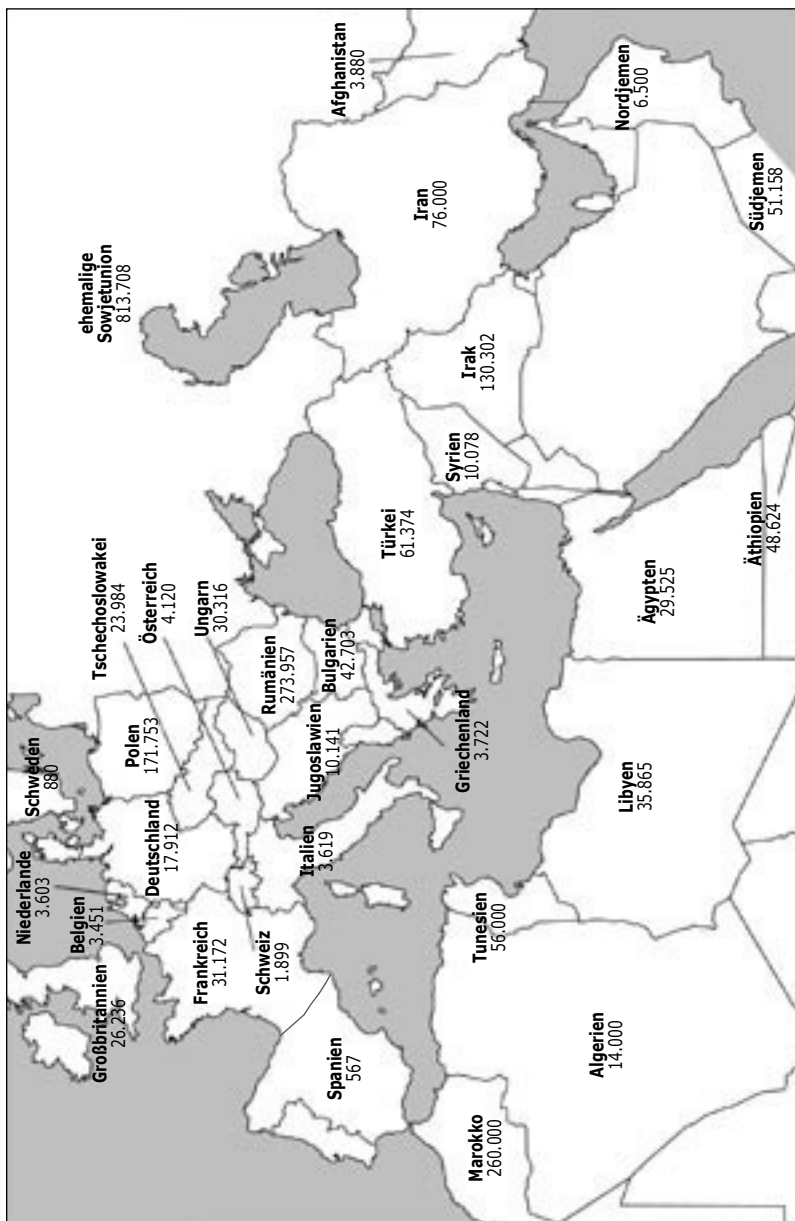 Schweden
880
Niederlande
3.603
Belgien
3.451
Großbritannien
26.236
Deutschland
17.912
Polen
171.753
Tschechoslowakei
23.984
Österreich
4.120
Ungarn
30.316
ehemalige
Sowjetunion
813.708
Afghanistan
3.880
Frankreich
31.172
Schweiz
1.899
Italien
3.619
Rumänien
273.957
Jugoslawien
10.141
Bulgarien
42.703
Spanien
567
Griechenland
3.722
Türkei
61.374
Syrien
10.078
Irak
130.302
Iran
76.000
Marokko
260.000
Algerien
14.000
Tunesien
56.000
Libyen
35.865
Ägypten
29.525
Äthiopien
48.624
Nordjemen
6.500
Südjemen
51.158